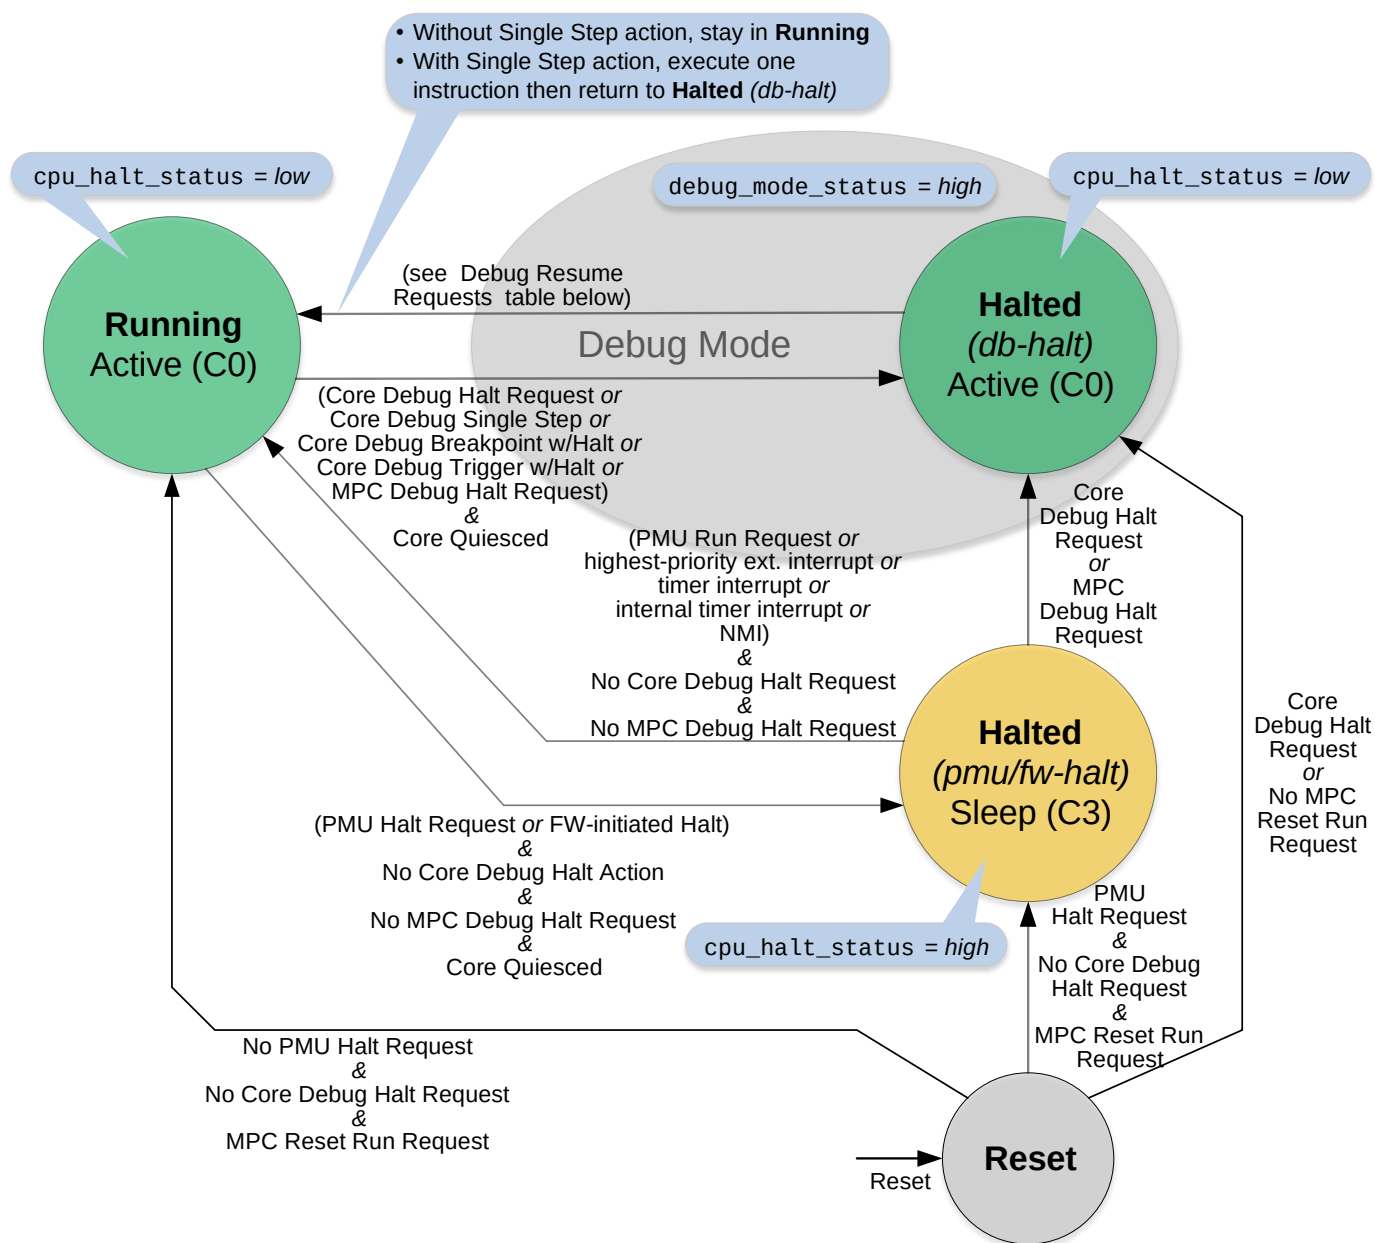 • Without Single Step action, stay in Running
• With Single Step action, execute one
instruction then return to Halted (db-halt)
cpu_halt_status = low
debug_mode_status = high
cpu_halt_status = low
(see Debug Resume
Requests table below)
Running
Active (C0)
Debug Mode
Halted
(db-halt)
Active (C0)
(Core Debug Halt Request or
Core Debug Single Step or
Core Debug Breakpoint w/Halt or
Core Debug Trigger w/Halt or
MPC Debug Halt Request)
&
Core Quiesced
(PMU Run Request or
highest-priority ext. interrupt or
timer interrupt or
internal timer interrupt or
NMI)
&
No Core Debug Halt Request
&
No MPC Debug Halt Request
Core
Debug Halt
Request
or
MPC
Debug Halt
Request
Halted
(pmu/fw-halt)
Sleep (C3)
Core
Debug Halt
Request
or
No MPC
Reset Run
Request
(PMU Halt Request or FW-initiated Halt)
&
No Core Debug Halt Action
&
No MPC Debug Halt Request
&
Core Quiesced
cpu_halt_status = high
PMU
Halt Request
&
No Core Debug
Halt Request
&
MPC Reset Run
Request
No PMU Halt Request
&
No Core Debug Halt Request
&
MPC Reset Run Request
Reset
Reset